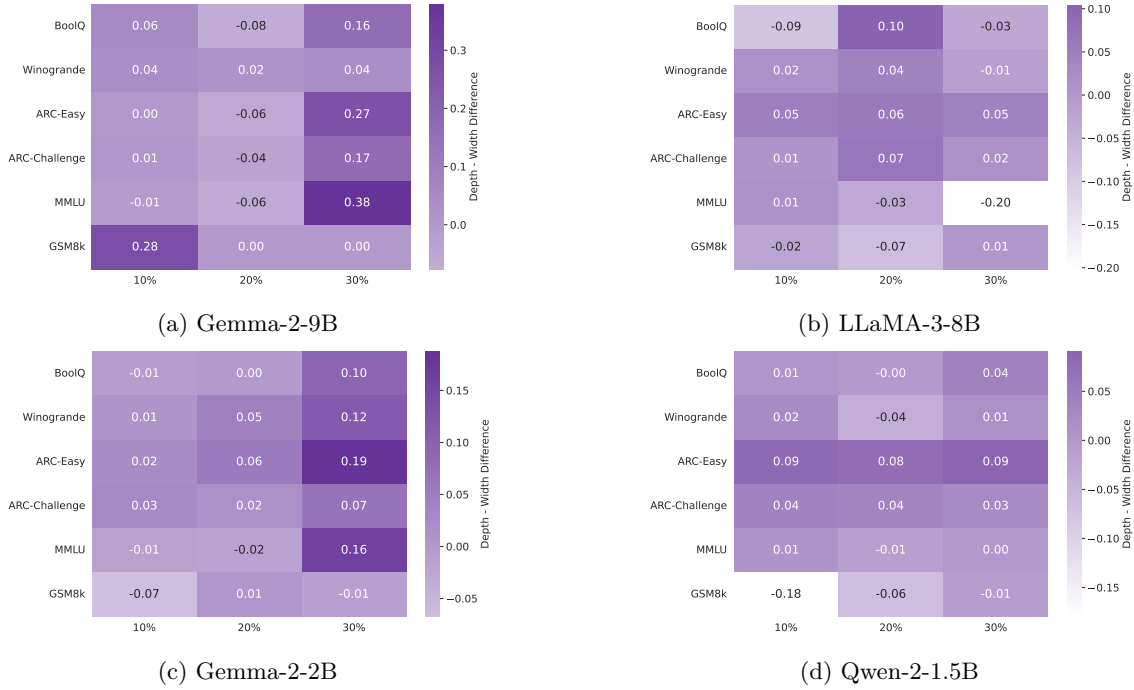 BoolQ 0.06 -0.08 0.16
Winogrande 0.04 0.02 0.04
ARC-Easy 0.00 -0.06 0.27
ARC-Challenge 0.01 -0.04 0.17
MMLU -0.01 -0.06 0.38
GSM8k 0.28 0.00 0.00
10% 20% 30%
0.3
0.2
0.1
0.0
Depth - Width Difference
(a) Gemma-2-9B
BoolQ -0.09 0.10 -0.03
Winogrande 0.02 0.04 -0.01
ARC-Easy 0.05 0.06 0.05
ARC-Challenge 0.01 0.07 0.02
MMLU 0.01 -0.03 -0.20
GSM8k -0.02 -0.07 0.01
10% 20% 30%
0.10
0.05
0.00
−0.05
−0.10
−0.15
−0.20
Depth - Width Difference
(b) LLaMA-3-8B
BoolQ -0.01 0.00 0.10
Winogrande 0.01 0.05 0.12
ARC-Easy 0.02 0.06 0.19
ARC-Challenge 0.03 0.02 0.07
MMLU -0.01 -0.02 0.16
GSM8k -0.07 0.01 -0.01
10% 20% 30%
0.15
0.10
0.05
0.00
−0.05
Depth - Width Difference
(c) Gemma-2-2B
BoolQ 0.01 -0.00 0.04
Winogrande 0.02 -0.04 0.01
ARC-Easy 0.09 0.08 0.09
ARC-Challenge 0.04 0.04 0.03
MMLU 0.01 -0.01 0.00
GSM8k -0.18 -0.06 -0.01
10% 20% 30%
0.05
0.00
−0.05
−0.10
−0.15
Depth - Width Difference
(d) Qwen-2-1.5B